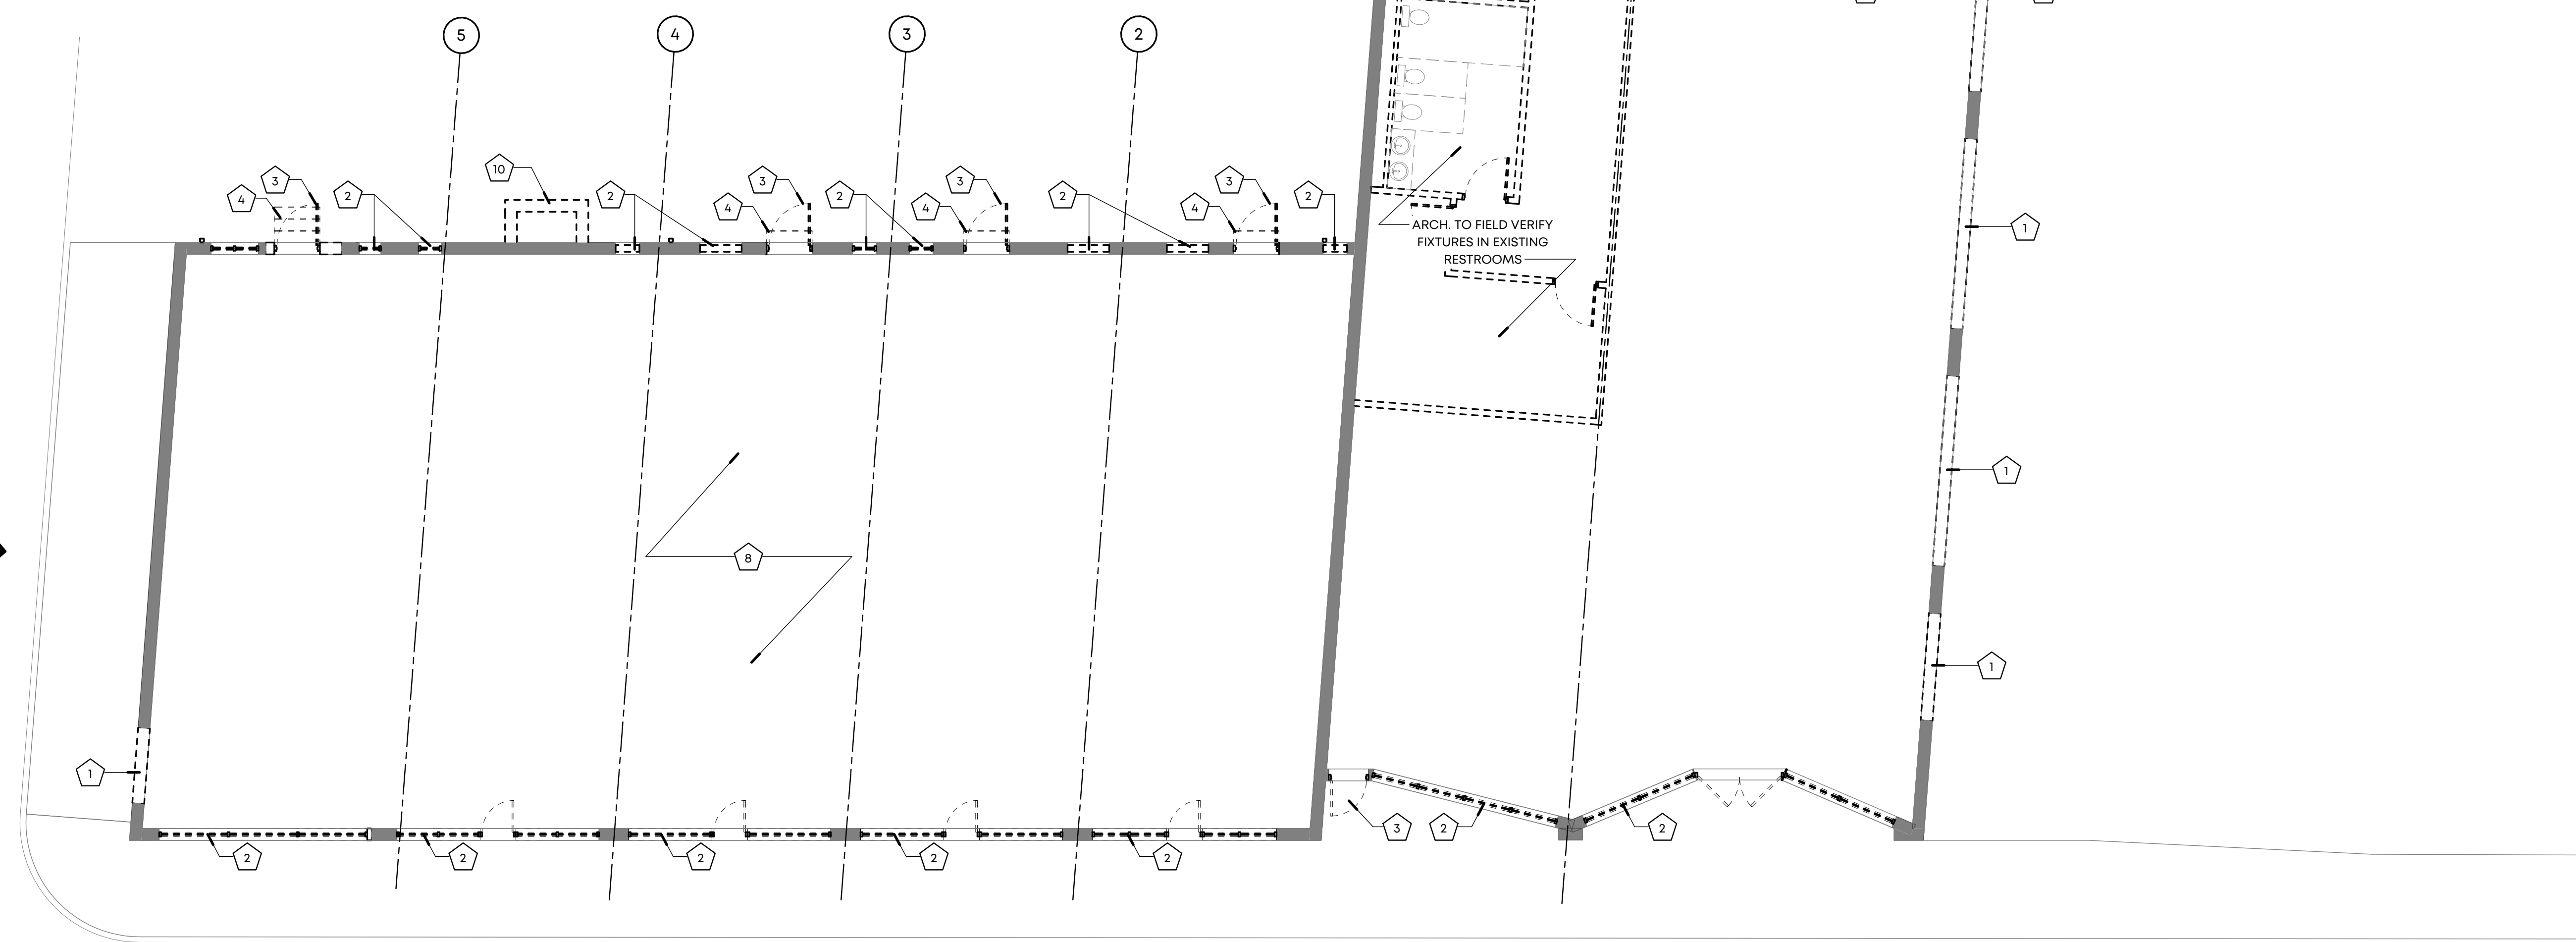 5 4 3 2
10
3 3 3 3
4 2 2 4 2 4 2 4 2
ARCH. TO FIELD VERIFY
FIXTURES IN EXISTING
RESTROOMS
1
1
8
1
1
3 2 2
2 2 2 2 2